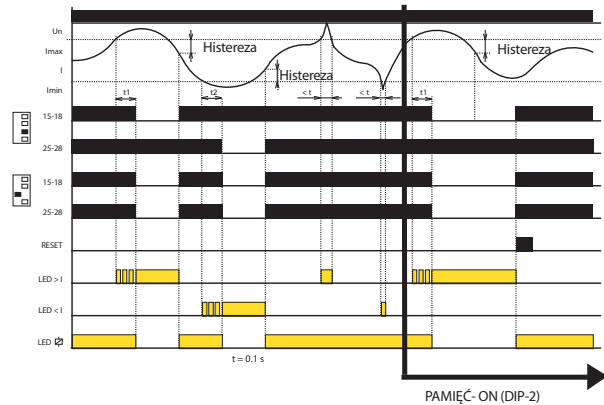 Un
Imax
I
Imin
Histereza
Histereza
Histereza
t1
t2
< t
< t
t1
15-18
25-28
15-18
25-28
RESET
LED > I
LED < I
LED
t = 0.1 s
PAMIĘĆ- ON (DIP-2)